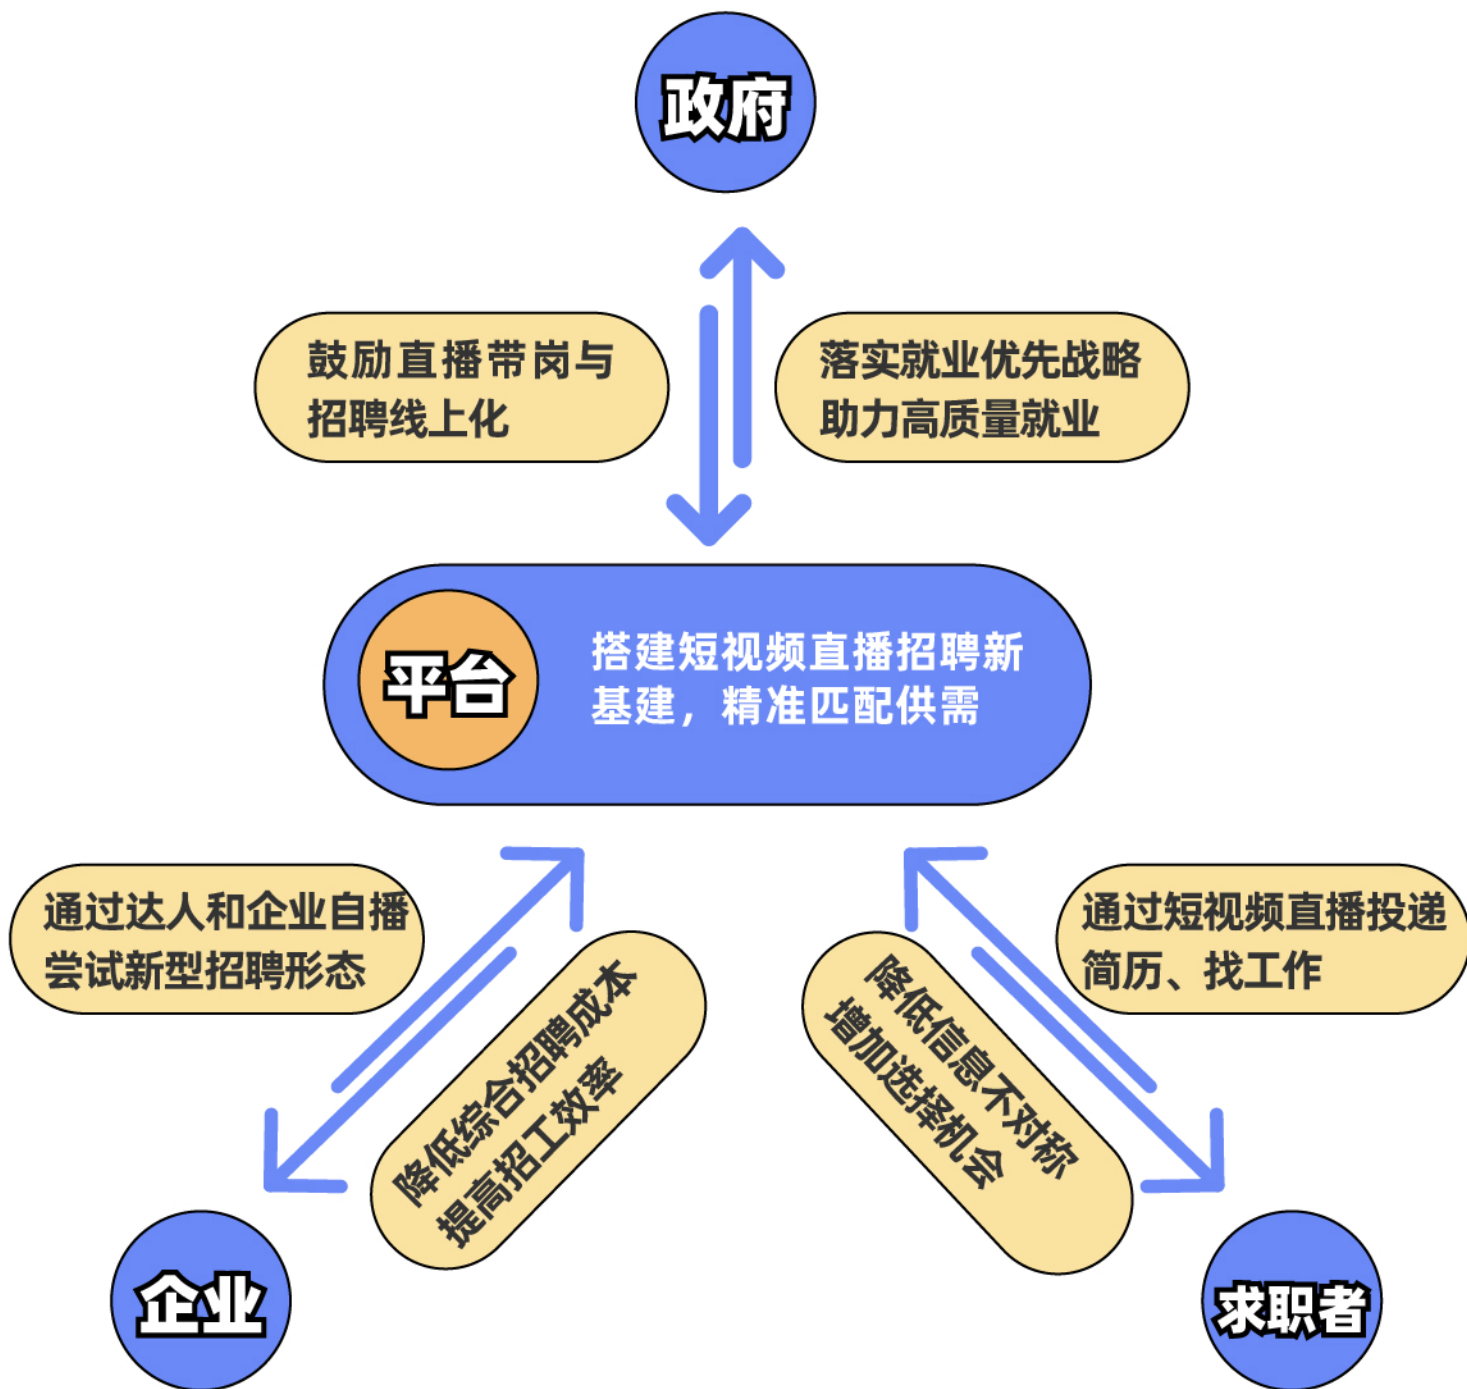 政府
鼓励直播带岗与
招聘线上化
落实就业优先战略
助力高质量就业
平台
搭建短视频直播招聘新
基建，精准匹配供需
通过达人和企业自播
尝试新型招聘形态
降低综合招聘成本
提高招工效率
降低信息不对称
增加选择机会
通过短视频直播投递
简历、找工作
企业
求职者